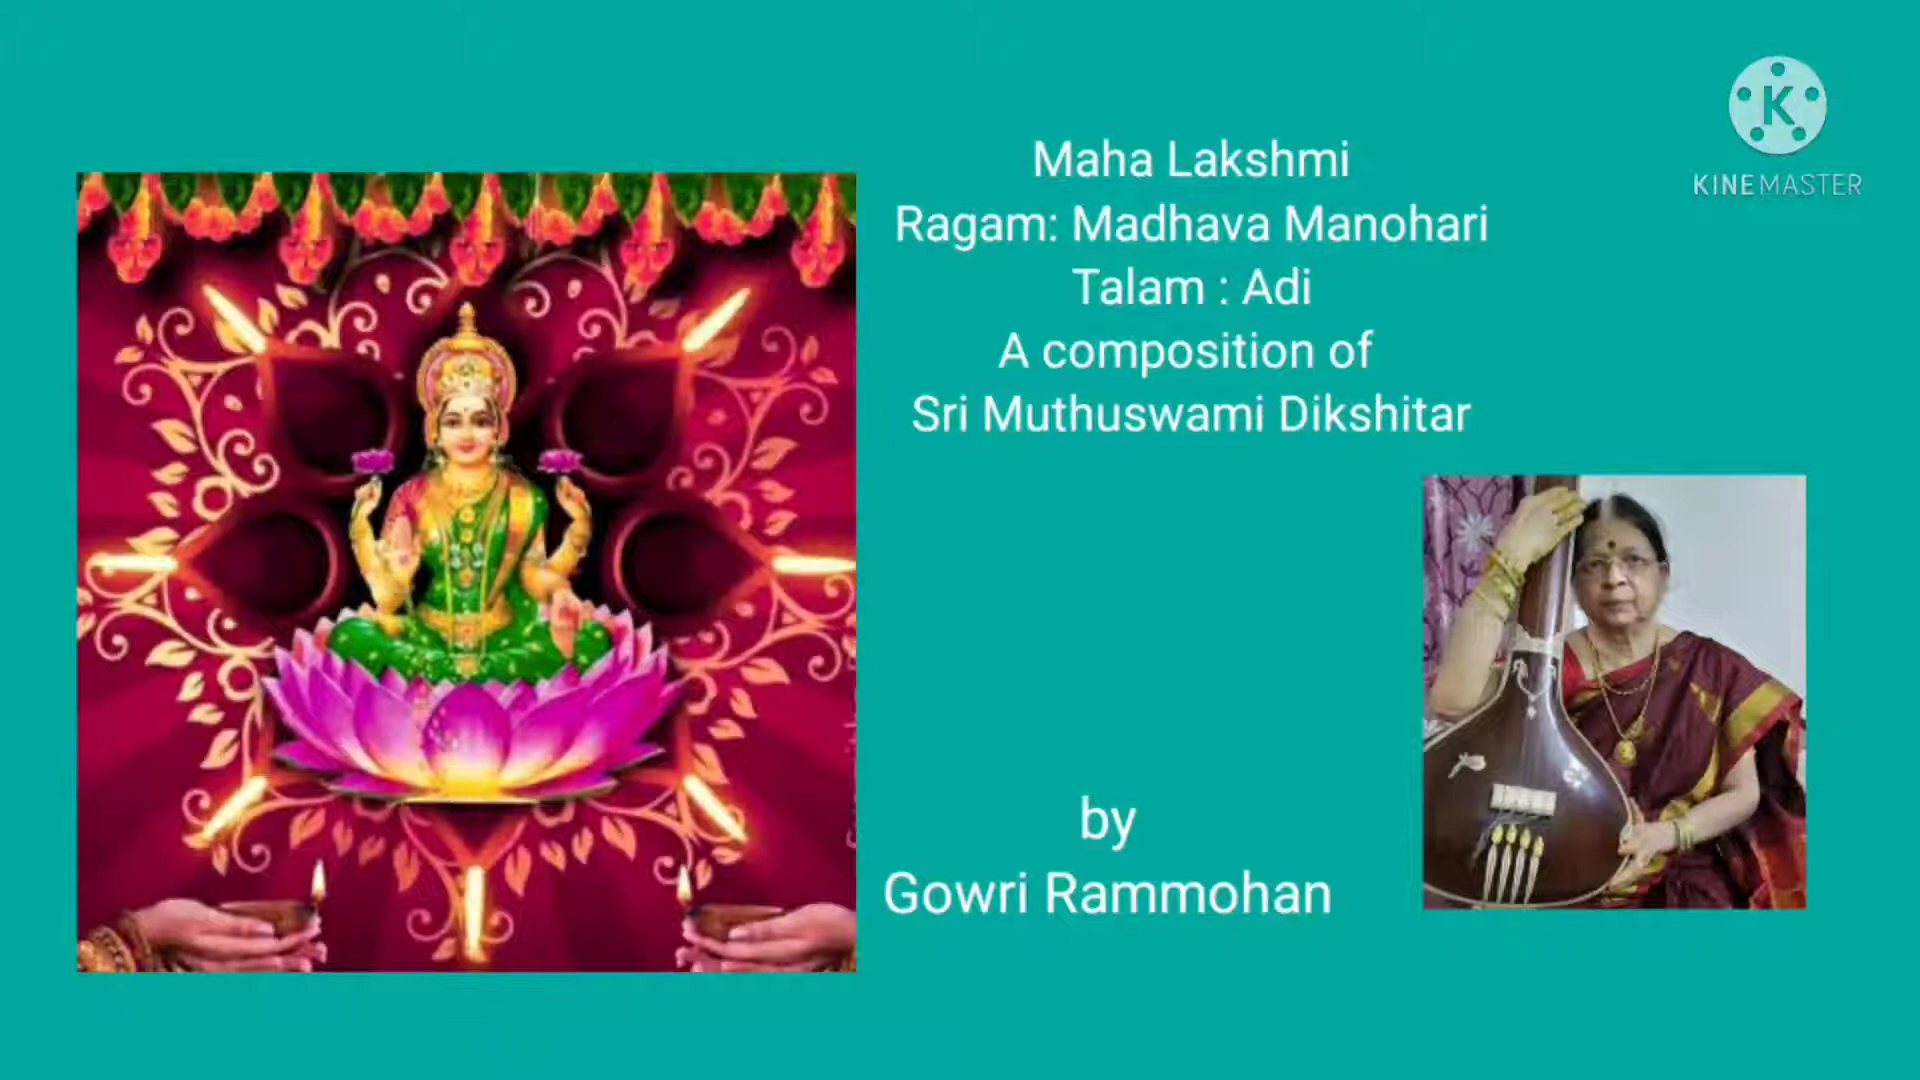 Maha Lakshmi
Ragam: Madhava Manohari
Talam : Adi
A composition of
Sri Muthuswami Dikshitar
by
Gowri Rammohan
K
KINEMASTER